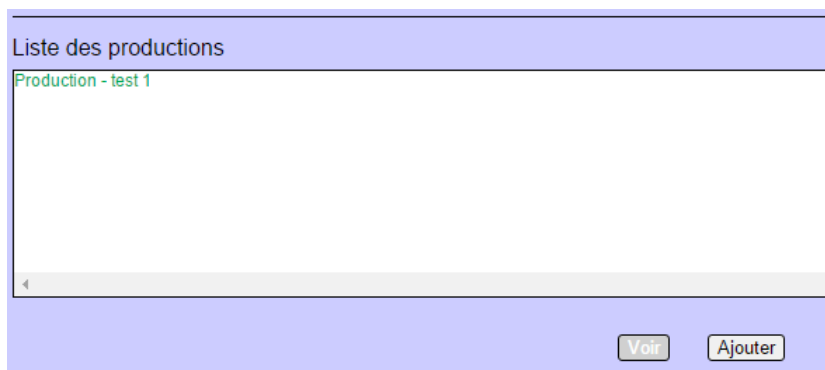 Liste des productions
Production - test 1
Voir Ajouter